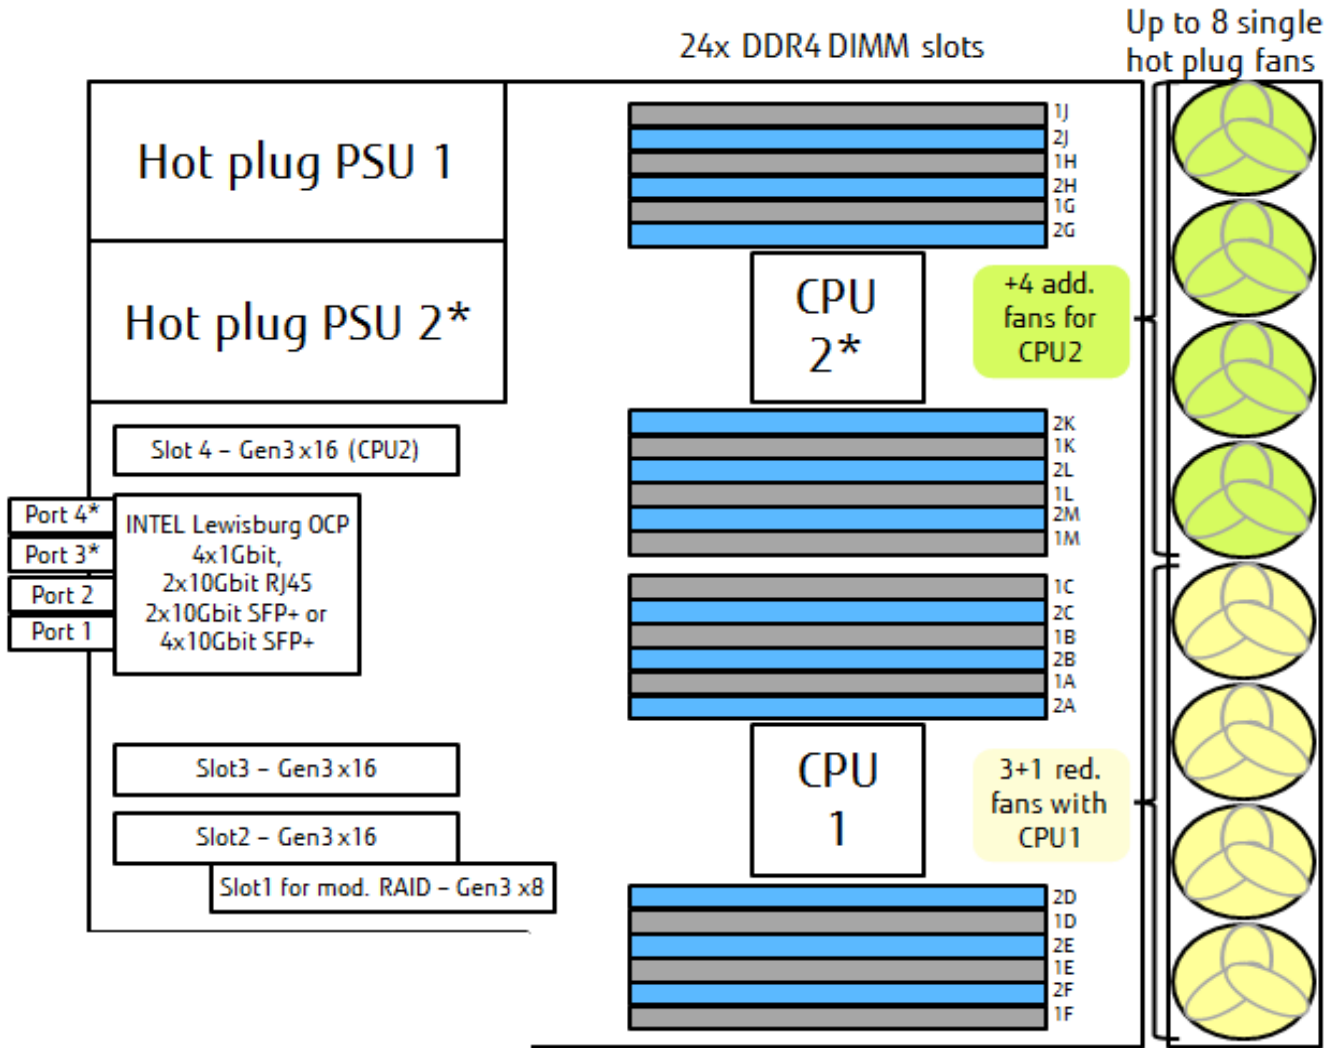 Up to 8 single
hot plug fans
24x DDR4 DIMM slots
Hot plug PSU 1
Hot plug PSU 2*
1J
2J
1H
2H
1G
2G
CPU
2*
+4 add.
fans for
CPU2
2K
1K
2L
1L
2M
1M
Slot 4 – Gen3 x16 (CPU2)
Port 4*
Port 3*
Port 2
Port 1
INTEL Lewisburg OCP
4x1Gbit,
2x10Gbit RJ45
2x10Gbit SFP+ or
4x10Gbit SFP+
1C
2C
1B
2B
1A
2A
Slot3 – Gen3 x16
Slot2 – Gen3 x16
Slot1 for mod. RAID – Gen3 x8
CPU
1
3+1 red.
fans with
CPU1
2D
1D
2E
1E
2F
1F